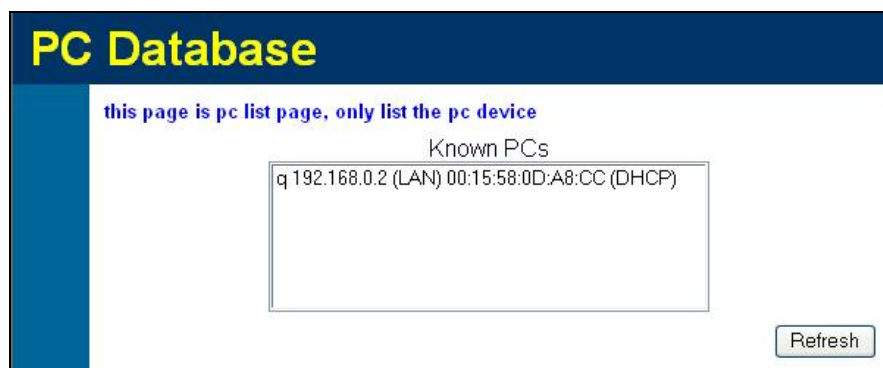 PC Database
this page is pc list page, only list the pc device
Known PCs
q 192.168.0.2 (LAN) 00:15:58:0D:A8:CC (DHCP)
Refresh